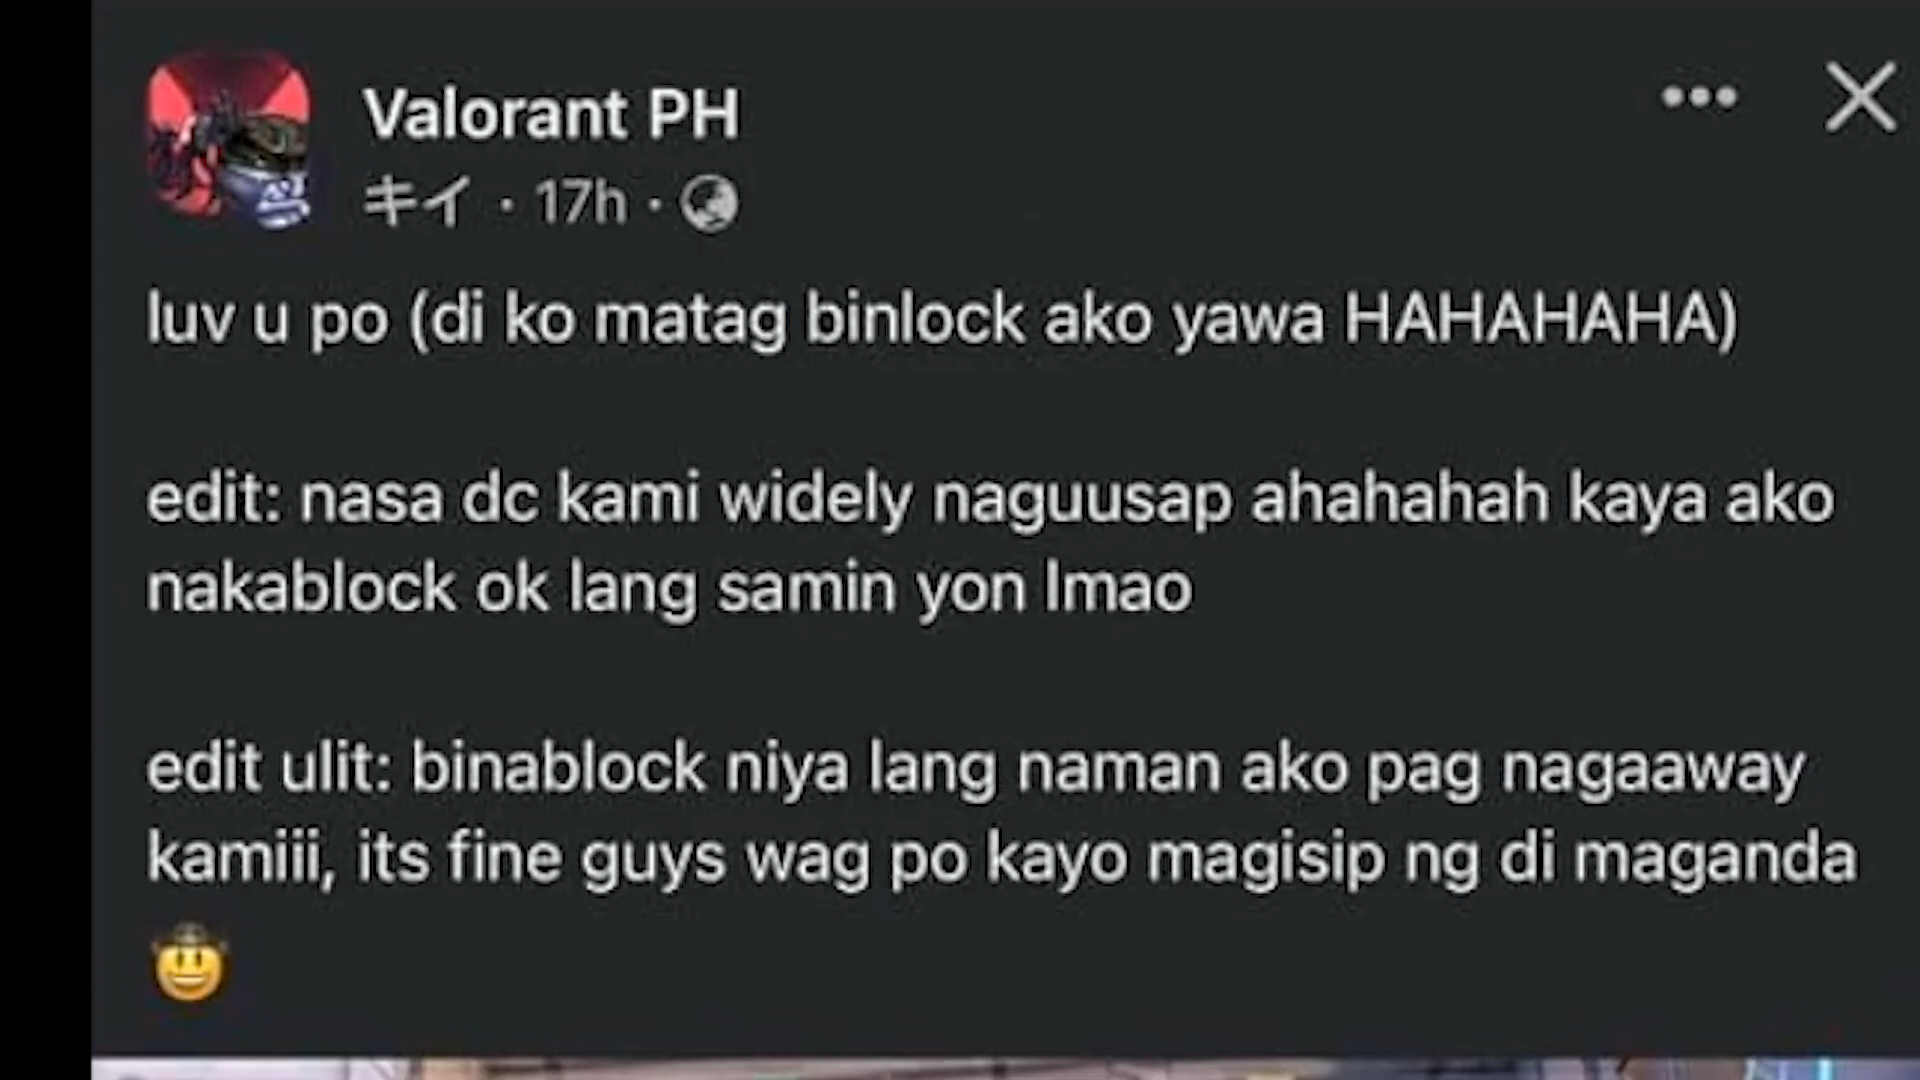 Valorant PH
キイ · 17h ·
luv u po (di ko matag binlock ako yawa HAHAHAHA)
edit: nasa dc kami widely naguusap ahahahah kaya ako
nakablock ok lang samin yon lmao
edit ulit: binablock niya lang naman ako pag nagaaway
kamiii, its fine guys wag po kayo magisip ng di maganda
🤠